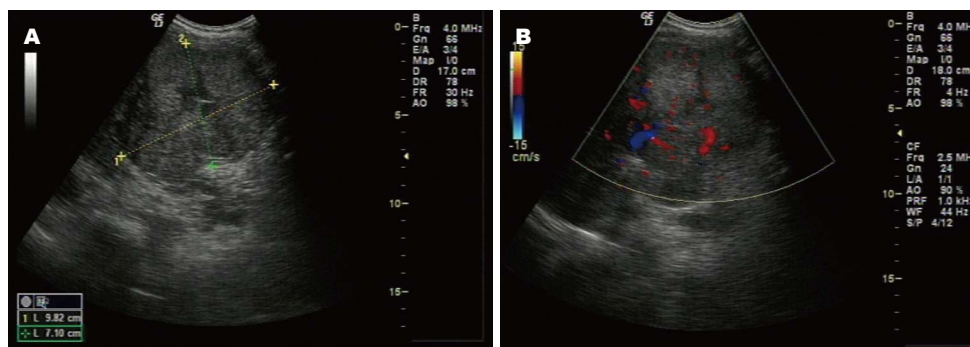 A
GE
L3
2
1
B
Frq 4.0 MHz
Gn 66
E/A 3/4
Map I/0
D 17.0 cm
DR 78
FR 30 Hz
AO 98 %
0
5
10
15
1 L 9.82 cm
L 7.10 cm
B
GE
L3
15
-15
cm/s
B
Frq 4.0 MHz
Gn 66
E/A 3/4
Map I/0
D 18.0 cm
DR 78
FR 4 Hz
AO 98 %
CF
Frq 2.5 MHz
Gn 24
L/A 1/1
AO 90 %
PRF 1.0 kHz
WF 44 Hz
S/P 4/12
0
5
10
15